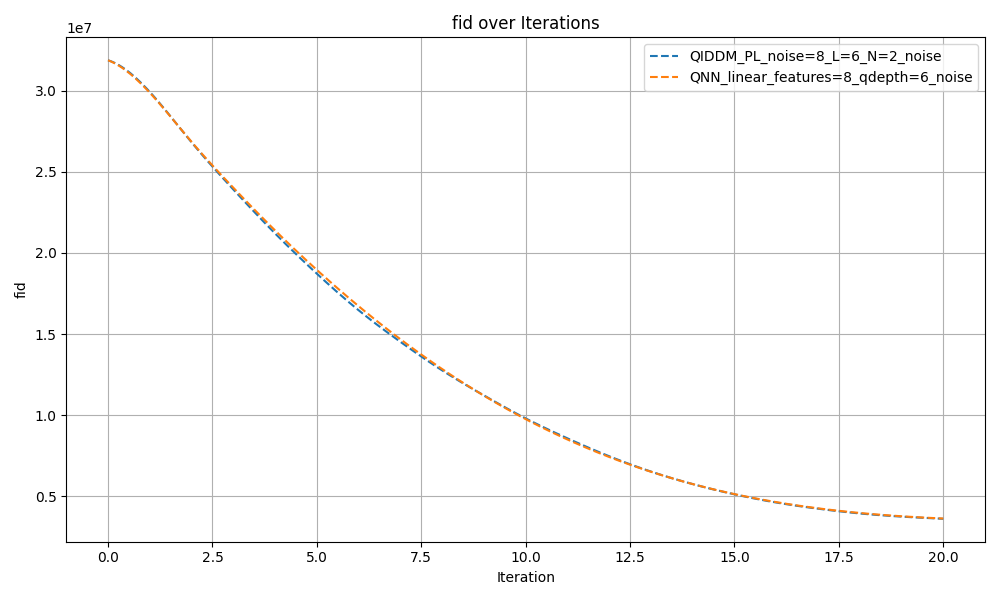 fid over Iterations
1e7
QIDDM_PL_noise=8_L=6_N=2_noise
QNN_linear_features=8_qdepth=6_noise
3.0
2.5
2.0
1.5
1.0
0.5
fid
0.0 2.5 5.0 7.5 10.0 12.5 15.0 17.5 20.0
Iteration